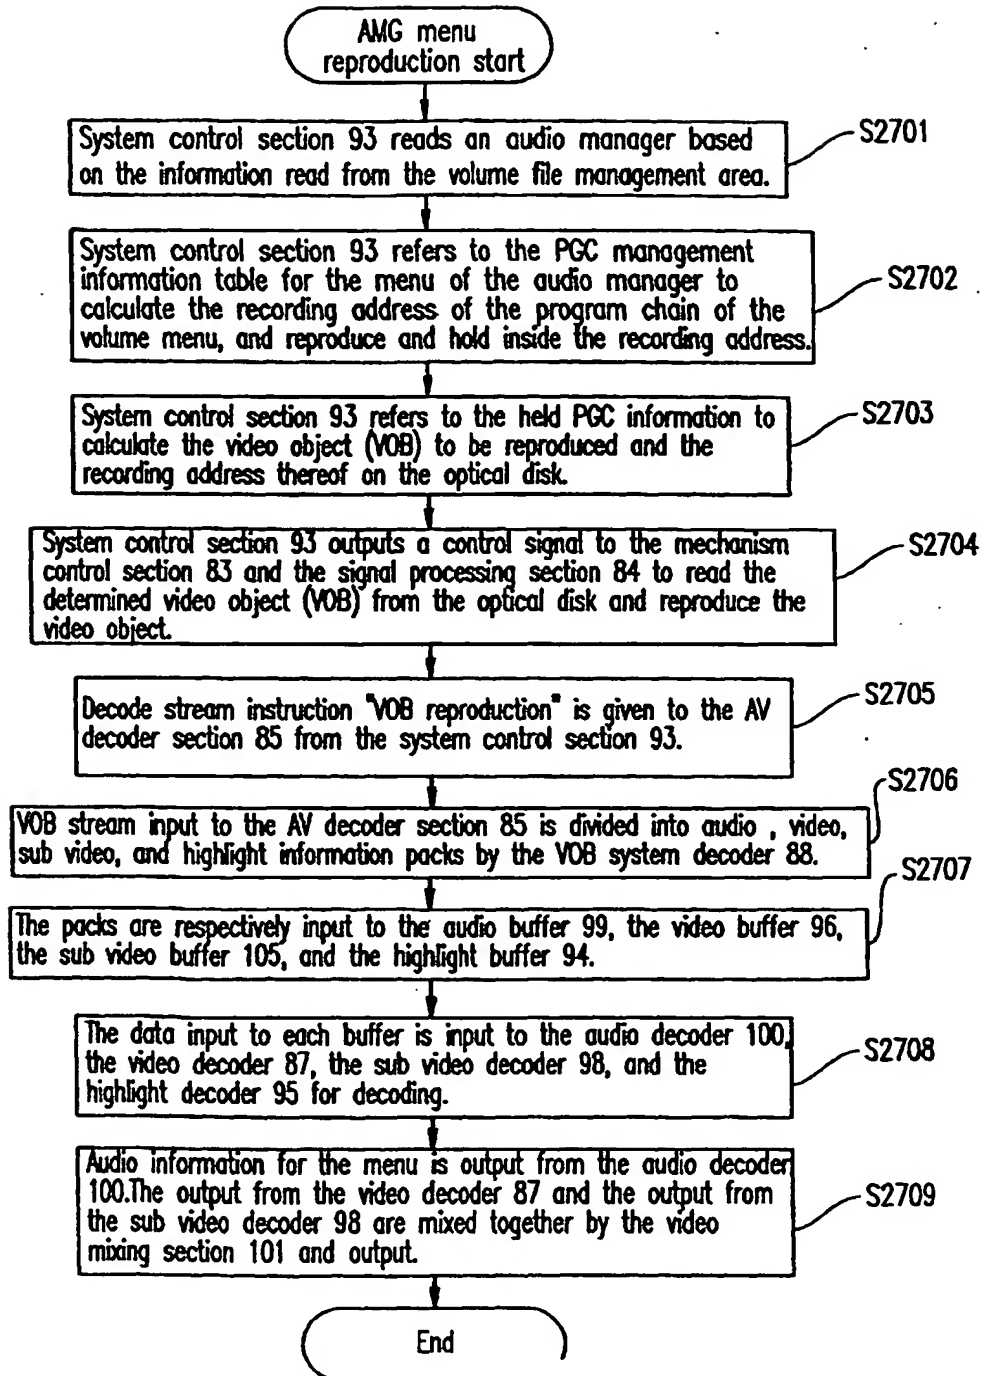 AMG menu
reproduction start
System control section 93 reads an audio manager based
on the information read from the volume file management area.
S2701
System control section 93 refers to the PGC management
information table for the menu of the audio manager to
calculate the recording address of the program chain of the
volume menu, and reproduce and hold inside the recording address.
S2702
System control section 93 refers to the held PGC information to
calculate the video object (VOB) to be reproduced and the
recording address thereof on the optical disk.
S2703
System control section 93 outputs a control signal to the mechanism
control section 83 and the signal processing section 84 to read the
determined video object (VOB) from the optical disk and reproduce the
video object.
S2704
Decode stream instruction "VOB reproduction" is given to the AV
decoder section 85 from the system control section 93.
S2705
VOB stream input to the AV decoder section 85 is divided into audio , video,
sub video, and highlight information packs by the VOB system decoder 88.
S2706
The packs are respectively input to the audio buffer 99, the video buffer 96,
the sub video buffer 105, and the highlight buffer 94.
S2707
The data input to each buffer is input to the audio decoder 100,
the video decoder 87, the sub video decoder 98, and the
highlight decoder 95 for decoding.
S2708
Audio information for the menu is output from the audio decoder
100.The output from the video decoder 87 and the output from
the sub video decoder 98 are mixed together by the video
mixing section 101 and output.
S2709
End